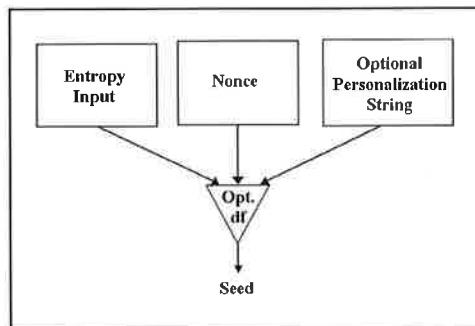 Entropy
Input
Nonce
Optional
Personalization
String
Opt.
df
Seed